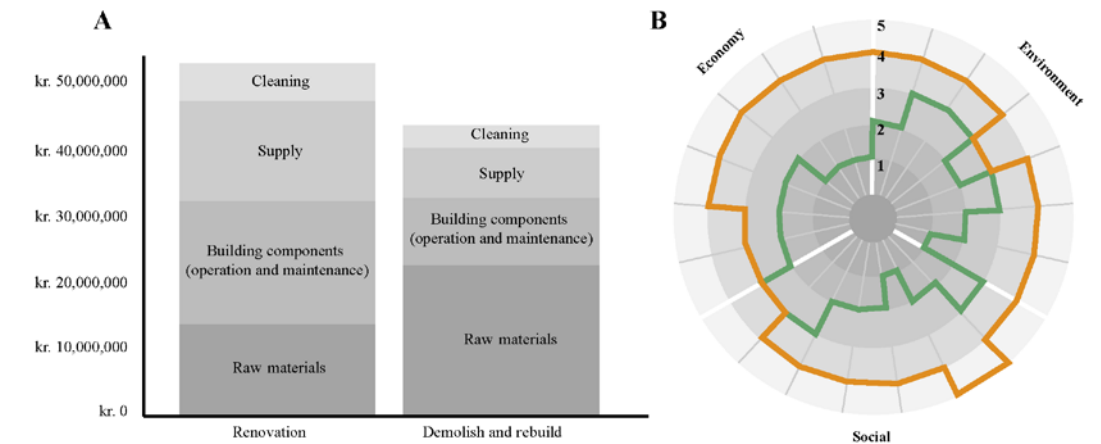 A
kr. 50,000,000
kr. 40,000,000
kr. 30,000,000
kr. 20,000,000
kr. 10,000,000
kr. 0
Cleaning
Supply
Building components
(operation and maintenance)
Raw materials
Cleaning
Supply
Building components
(operation and maintenance)
Raw materials
Renovation
Demolish and rebuild
B
Economy
Environment
5
4
3
2
1
Social